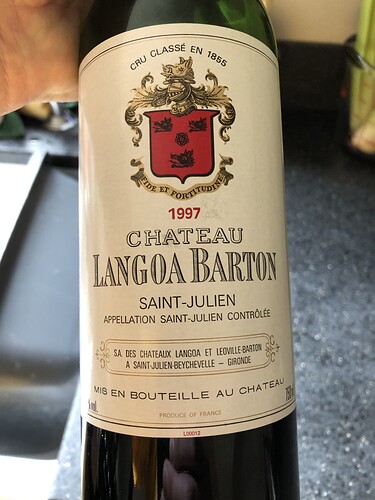 CRU CLASSÉ EN 1855
FIDE ET FORTITUDINE
1997
CHATEAU
LANGOA BARTON
SAINT-JULIEN
APPELLATION SAINT-JULIEN CONTRÔLÉE
S.A. DES CHATEAUX LANGOA ET LEOVILLE-BARTON
A SAINT-JULIEN-BEYCHEVELLE – GIRONDE
MIS EN BOUTEILLE AU CHÂTEAU
PRODUCE OF FRANCE
L00012